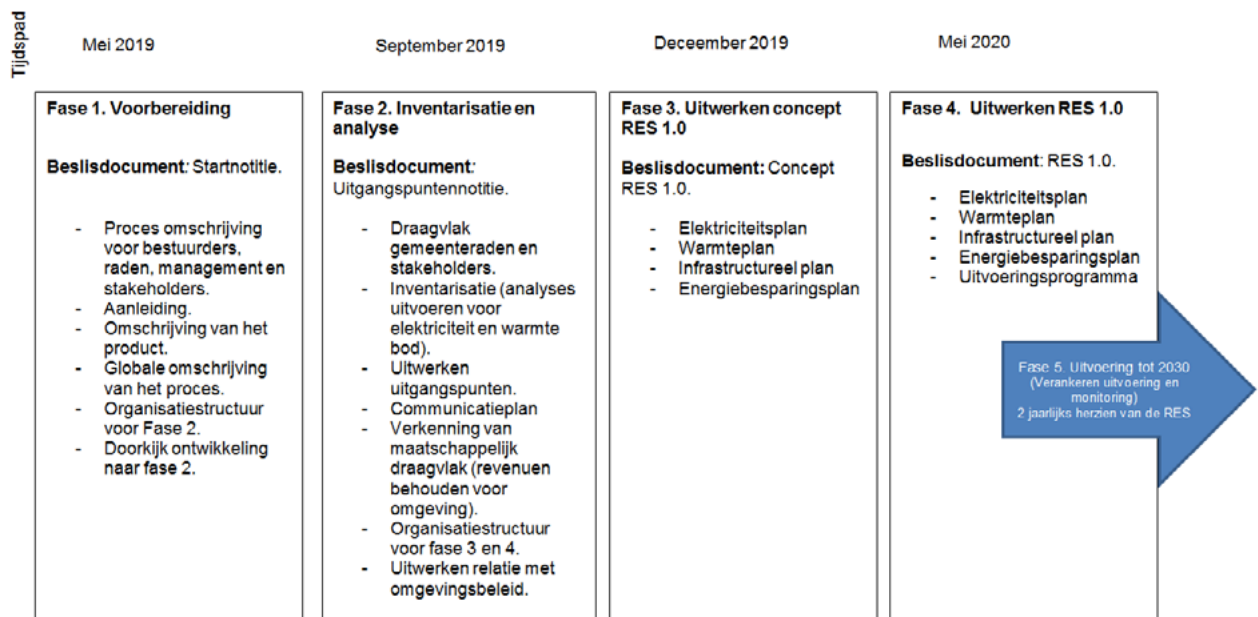 Tijdspad
Mei 2019
September 2019
Deceember 2019
Mei 2020
Fase 1. Voorbereiding
Beslisdocument: Startnotitie.
- Proces omschrijving
voor bestuurders,
raden, management en
stakeholders.
- Aanleiding.
- Omschrijving van het
product.
- Globale omschrijving
van het proces.
- Organisatiestructuur
voor Fase 2.
- Doorkijk ontwikkeling
naar fase 2.
Fase 2. Inventarisatie en
analyse
Beslisdocument:
Uitgangspuntennotitie.
- Draagvlak
gemeenteraden en
stakeholders.
- Inventarisatie (analyses
uitvoeren voor
elektriciteit en warmte
bod).
- Uitwerken
uitgangspunten.
- Communicatieplan
- Verkenning van
maatschappelijk
draagvlak (revenuen
behouden voor
omgeving).
- Organisatiestructuur
voor fase 3 en 4.
- Uitwerken relatie met
omgevingsbeleid.
Fase 3. Uitwerken concept
RES 1.0
Beslisdocument: Concept
RES 1.0.
- Elektriciteitsplan
- Warmteplan
- Infrastructureel plan
- Energiebesparingsplan
Fase 4. Uitwerken RES 1.0
Beslisdocument: RES 1.0.
- Elektriciteitsplan
- Warmteplan
- Infrastructureel plan
- Energiebesparingsplan
- Uitvoeringsprogramma
Fase 5. Uitvoering tot 2030
(Verankeren uitvoering en
monitoring)
2 jaarlijks herzien van de RES